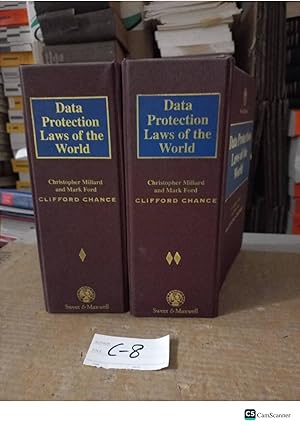 Data
Protection
Laws of the
World
Christopher Millard
and Mark Ford
CLIFFORD CHANCE
Sweet & Maxwell
Data
Protection
Laws of the
World
Christopher Millard
and Mark Ford
CLIFFORD CHANCE
Sweet & Maxwell
Data Protection
Laws of the
World
C-8
CS CamScanner